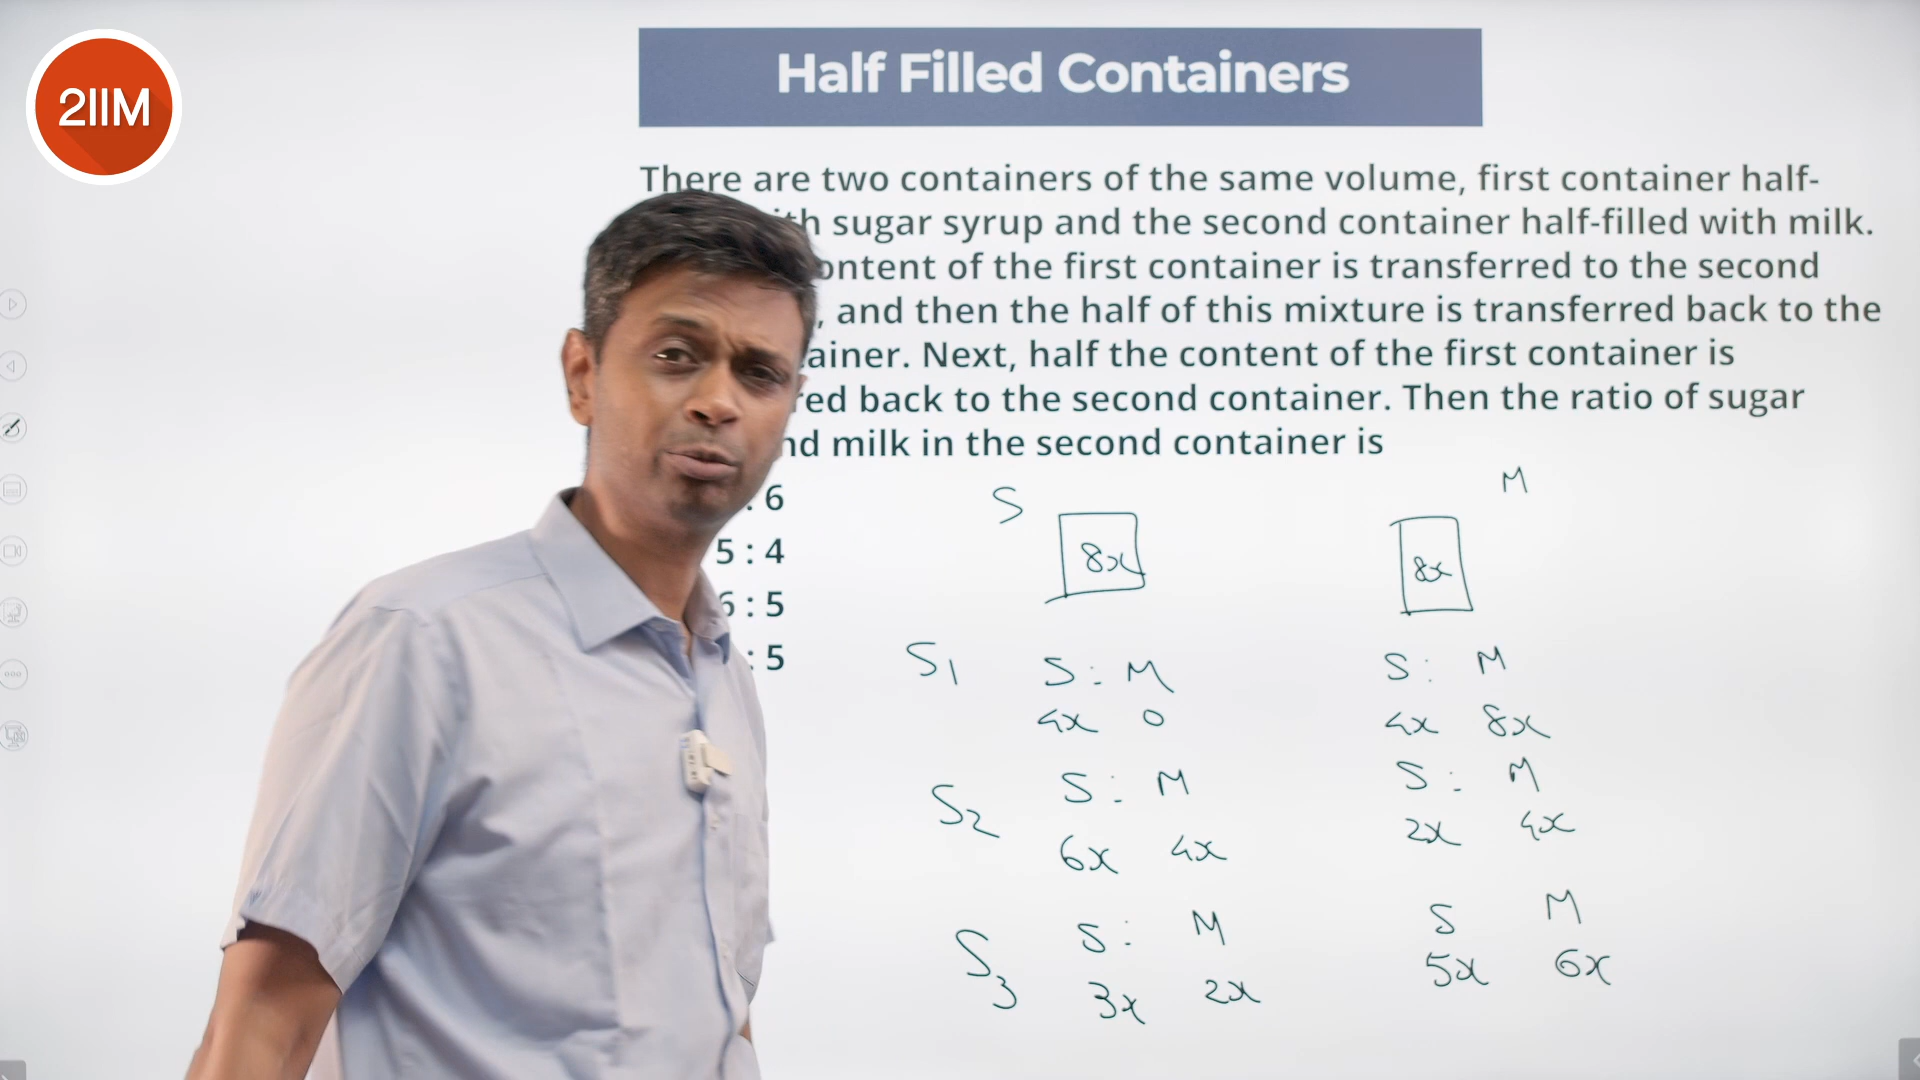 2IIM
Half Filled Containers
There are two containers of the same volume, first container half-
sugar syrup and the second container half-filled with milk.
of the first container is transferred to the second
, and then the half of this mixture is transferred back to the
Next, half the content of the first container is
back to the second container. Then the ratio of sugar
milk in the second container is
: 6
5 : 4
: 5
: 5
S M
8x 8x
S1 S : M S : M
4x 0 4x 8x
S2 S : M S : M
6x 4x 2x 4x
S3 S : M S M
3x 2x 5x 6x